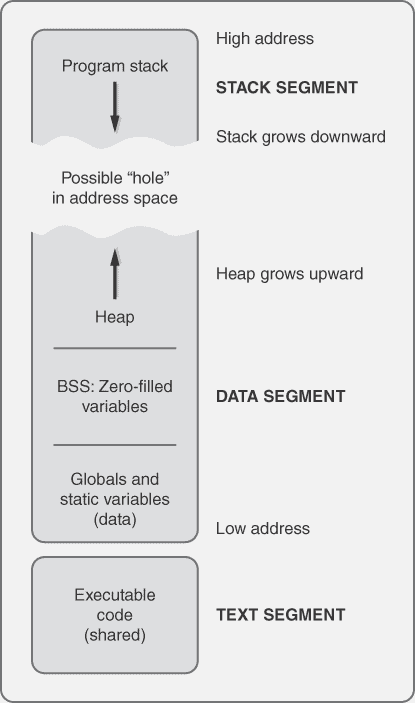 High address
Program stack
STACK SEGMENT
Stack grows downward
Possible “hole”
in address space
Heap grows upward
Heap
BSS: Zero-filled
variables
DATA SEGMENT
Globals and
static variables
(data)
Low address
Executable
code
(shared)
TEXT SEGMENT